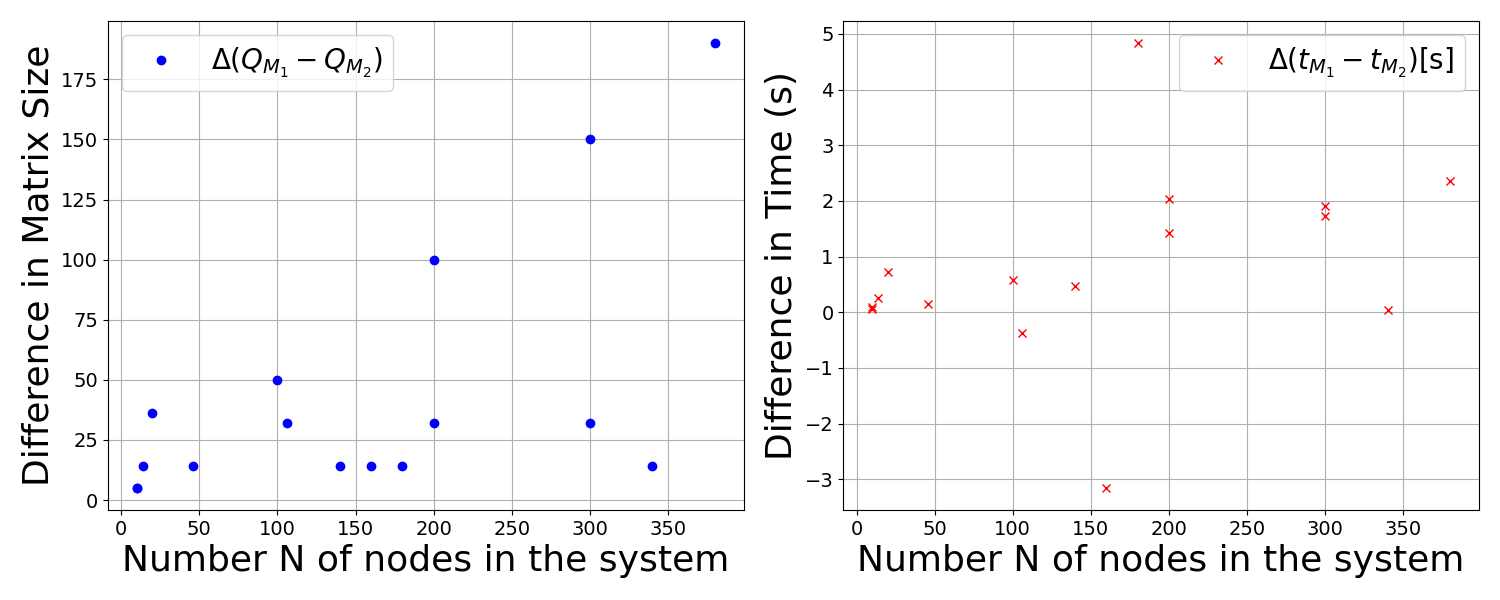 Difference in Matrix Size
175
150
125
100
75
50
25
0
Δ(Q_{M_1} − Q_{M_2})
0 50 100 150 200 250 300 350
Number N of nodes in the system
Difference in Time (s)
5
4
3
2
1
0
−1
−2
−3
Δ(t_{M_1} − t_{M_2})[s]
0 50 100 150 200 250 300 350
Number N of nodes in the system